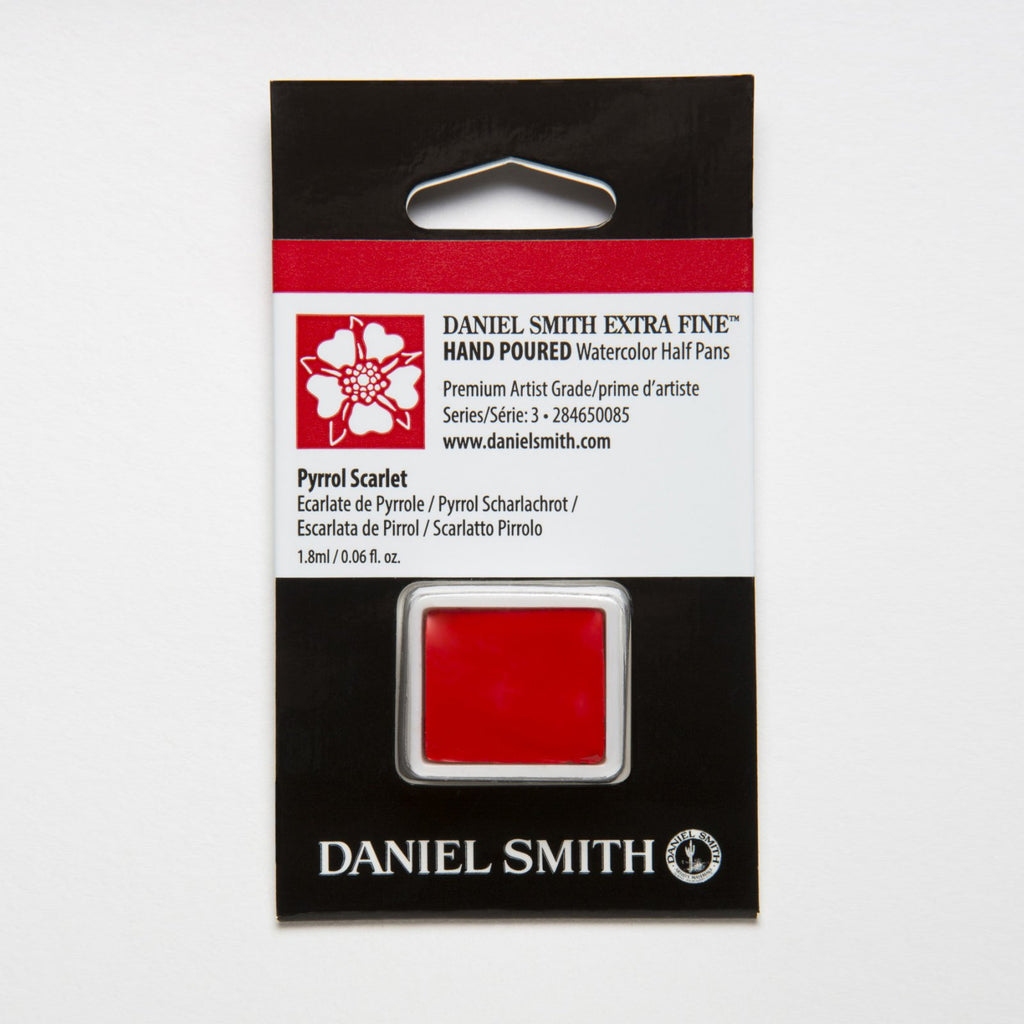 DANIEL SMITH EXTRA FINE™
HAND POURED Watercolor Half Pans
Premium Artist Grade/prime d'artiste
Series/Série: 3 • 284650085
www.danielsmith.com
Pyrrol Scarlet
Ecarlate de Pyrrole / Pyrrol Scharlachrot /
Escarlata de Pirrol / Scarlatto Pirrolo
1.8ml / 0.06 fl. oz.
DANIEL SMITH
DANIEL SMITH